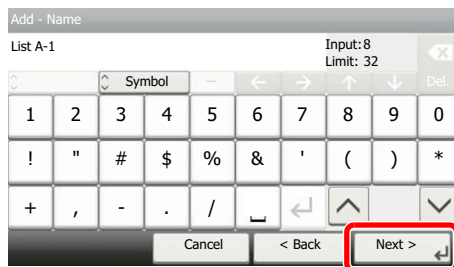 Add - Name
List A-1 Input:8
Limit: 32
Symbol Del.
1 2 3 4 5 6 7 8 9 0
! " # $ % & ' ( ) *
+ , - . / _
Cancel < Back Next >